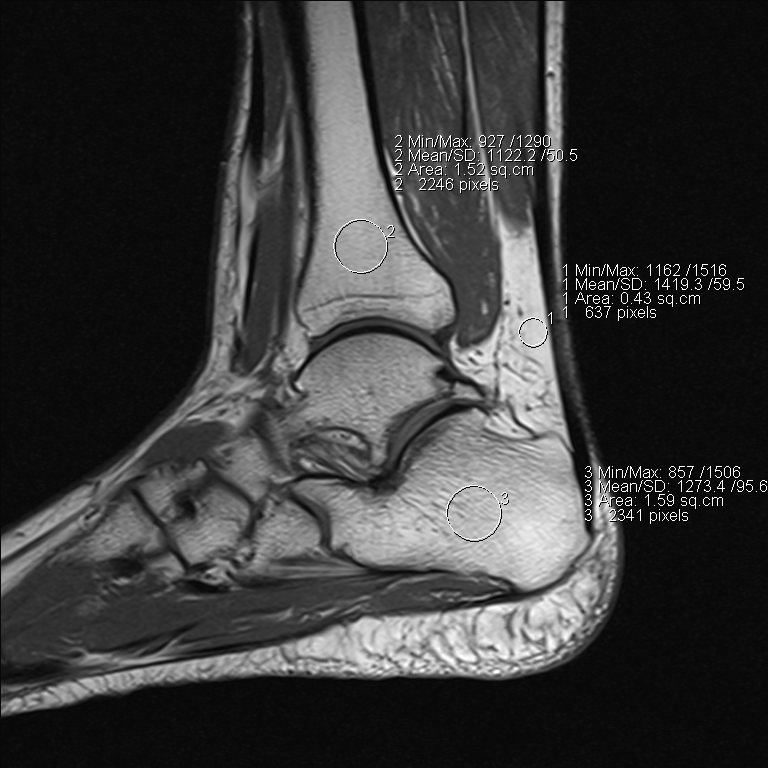 2 Min/Max: 927 /1290
2 Mean/SD: 1122.2 /50.5
2 Area: 1.52 sq.cm
2 2246 pixels
2
1 Min/Max: 1162 /1516
1 Mean/SD: 1419.3 /59.5
1 Area: 0.43 sq.cm
1 637 pixels
1
3 Min/Max: 857 /1506
3 Mean/SD: 1273.4 /95.6
3 Area: 1.59 sq.cm
3 2341 pixels
3